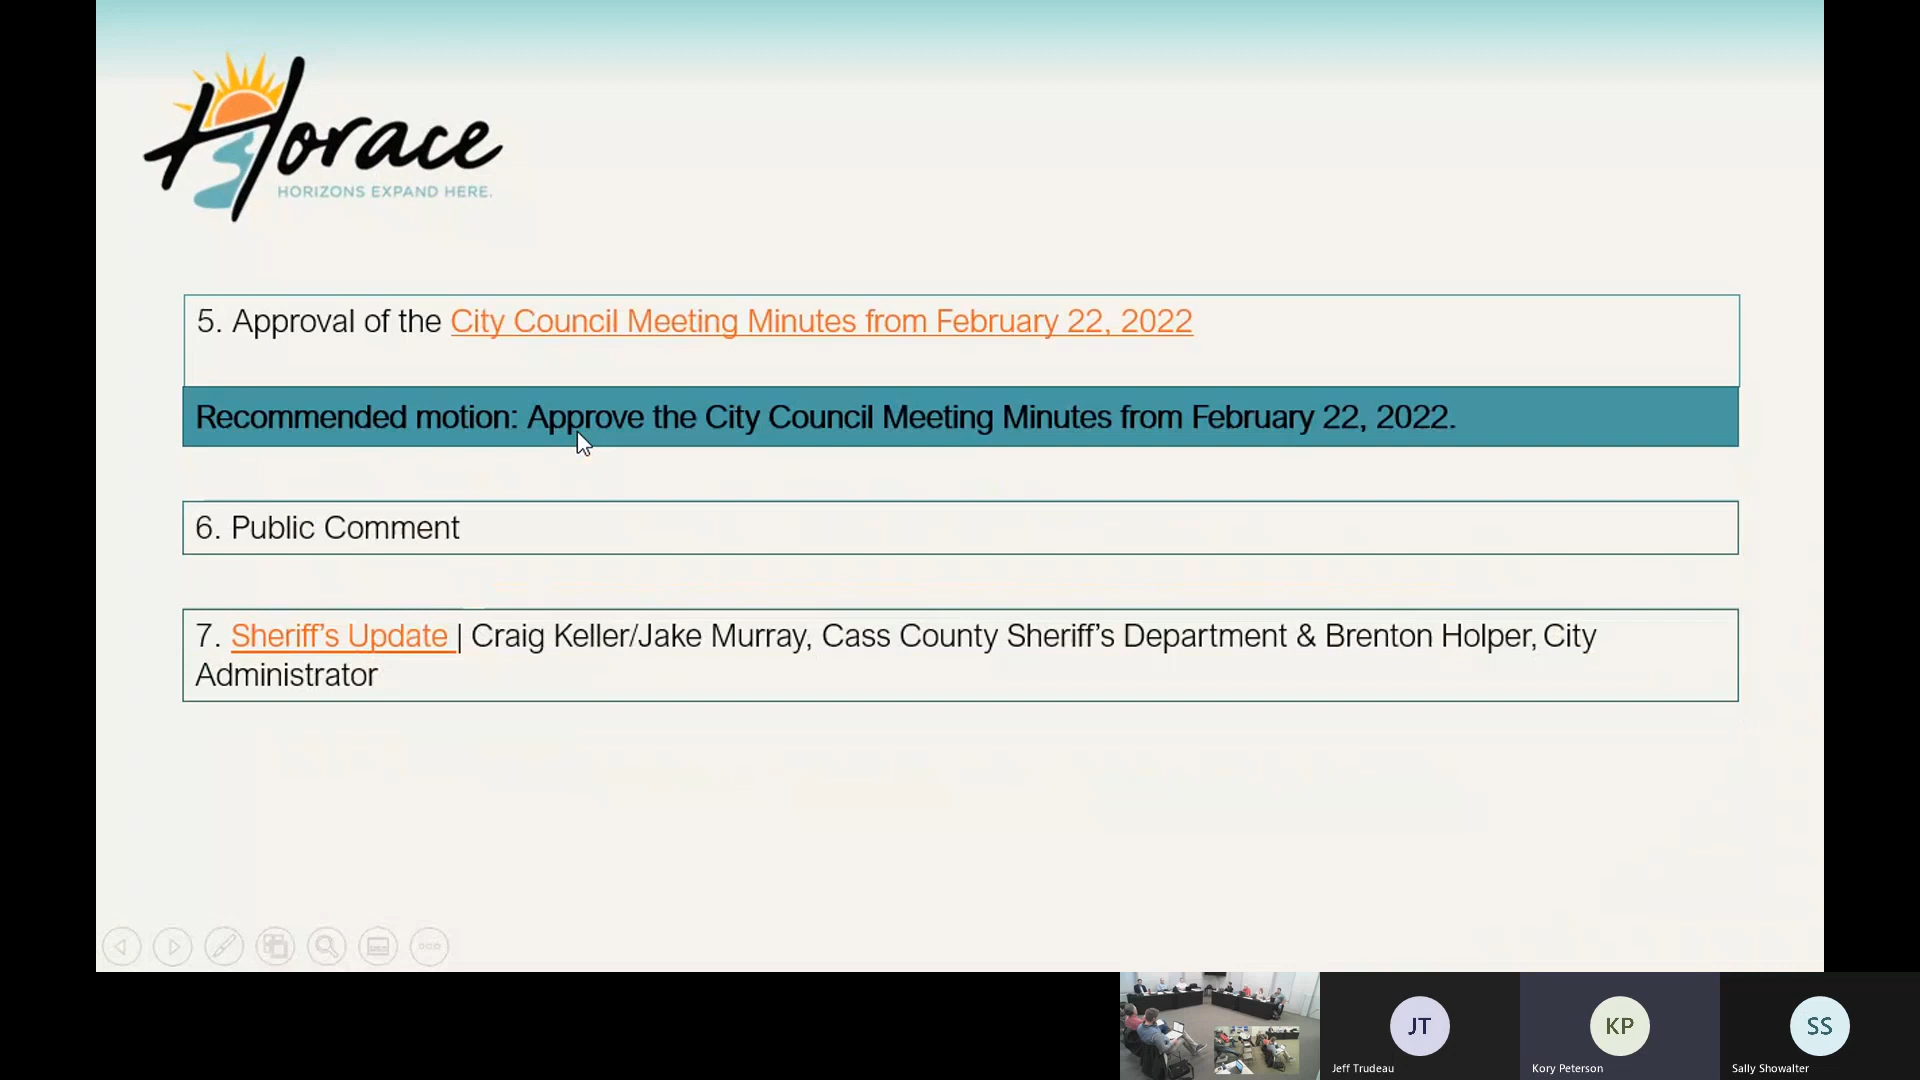 Horace
HORIZONS EXPAND HERE.
5. Approval of the City Council Meeting Minutes from February 22, 2022
Recommended motion: Approve the City Council Meeting Minutes from February 22, 2022.
6. Public Comment
7. Sheriff’s Update | Craig Keller/Jake Murray, Cass County Sheriff’s Department & Brenton Holper, City
Administrator
JT
KP
SS
Jeff Trudeau
Kory Peterson
Sally Showalter